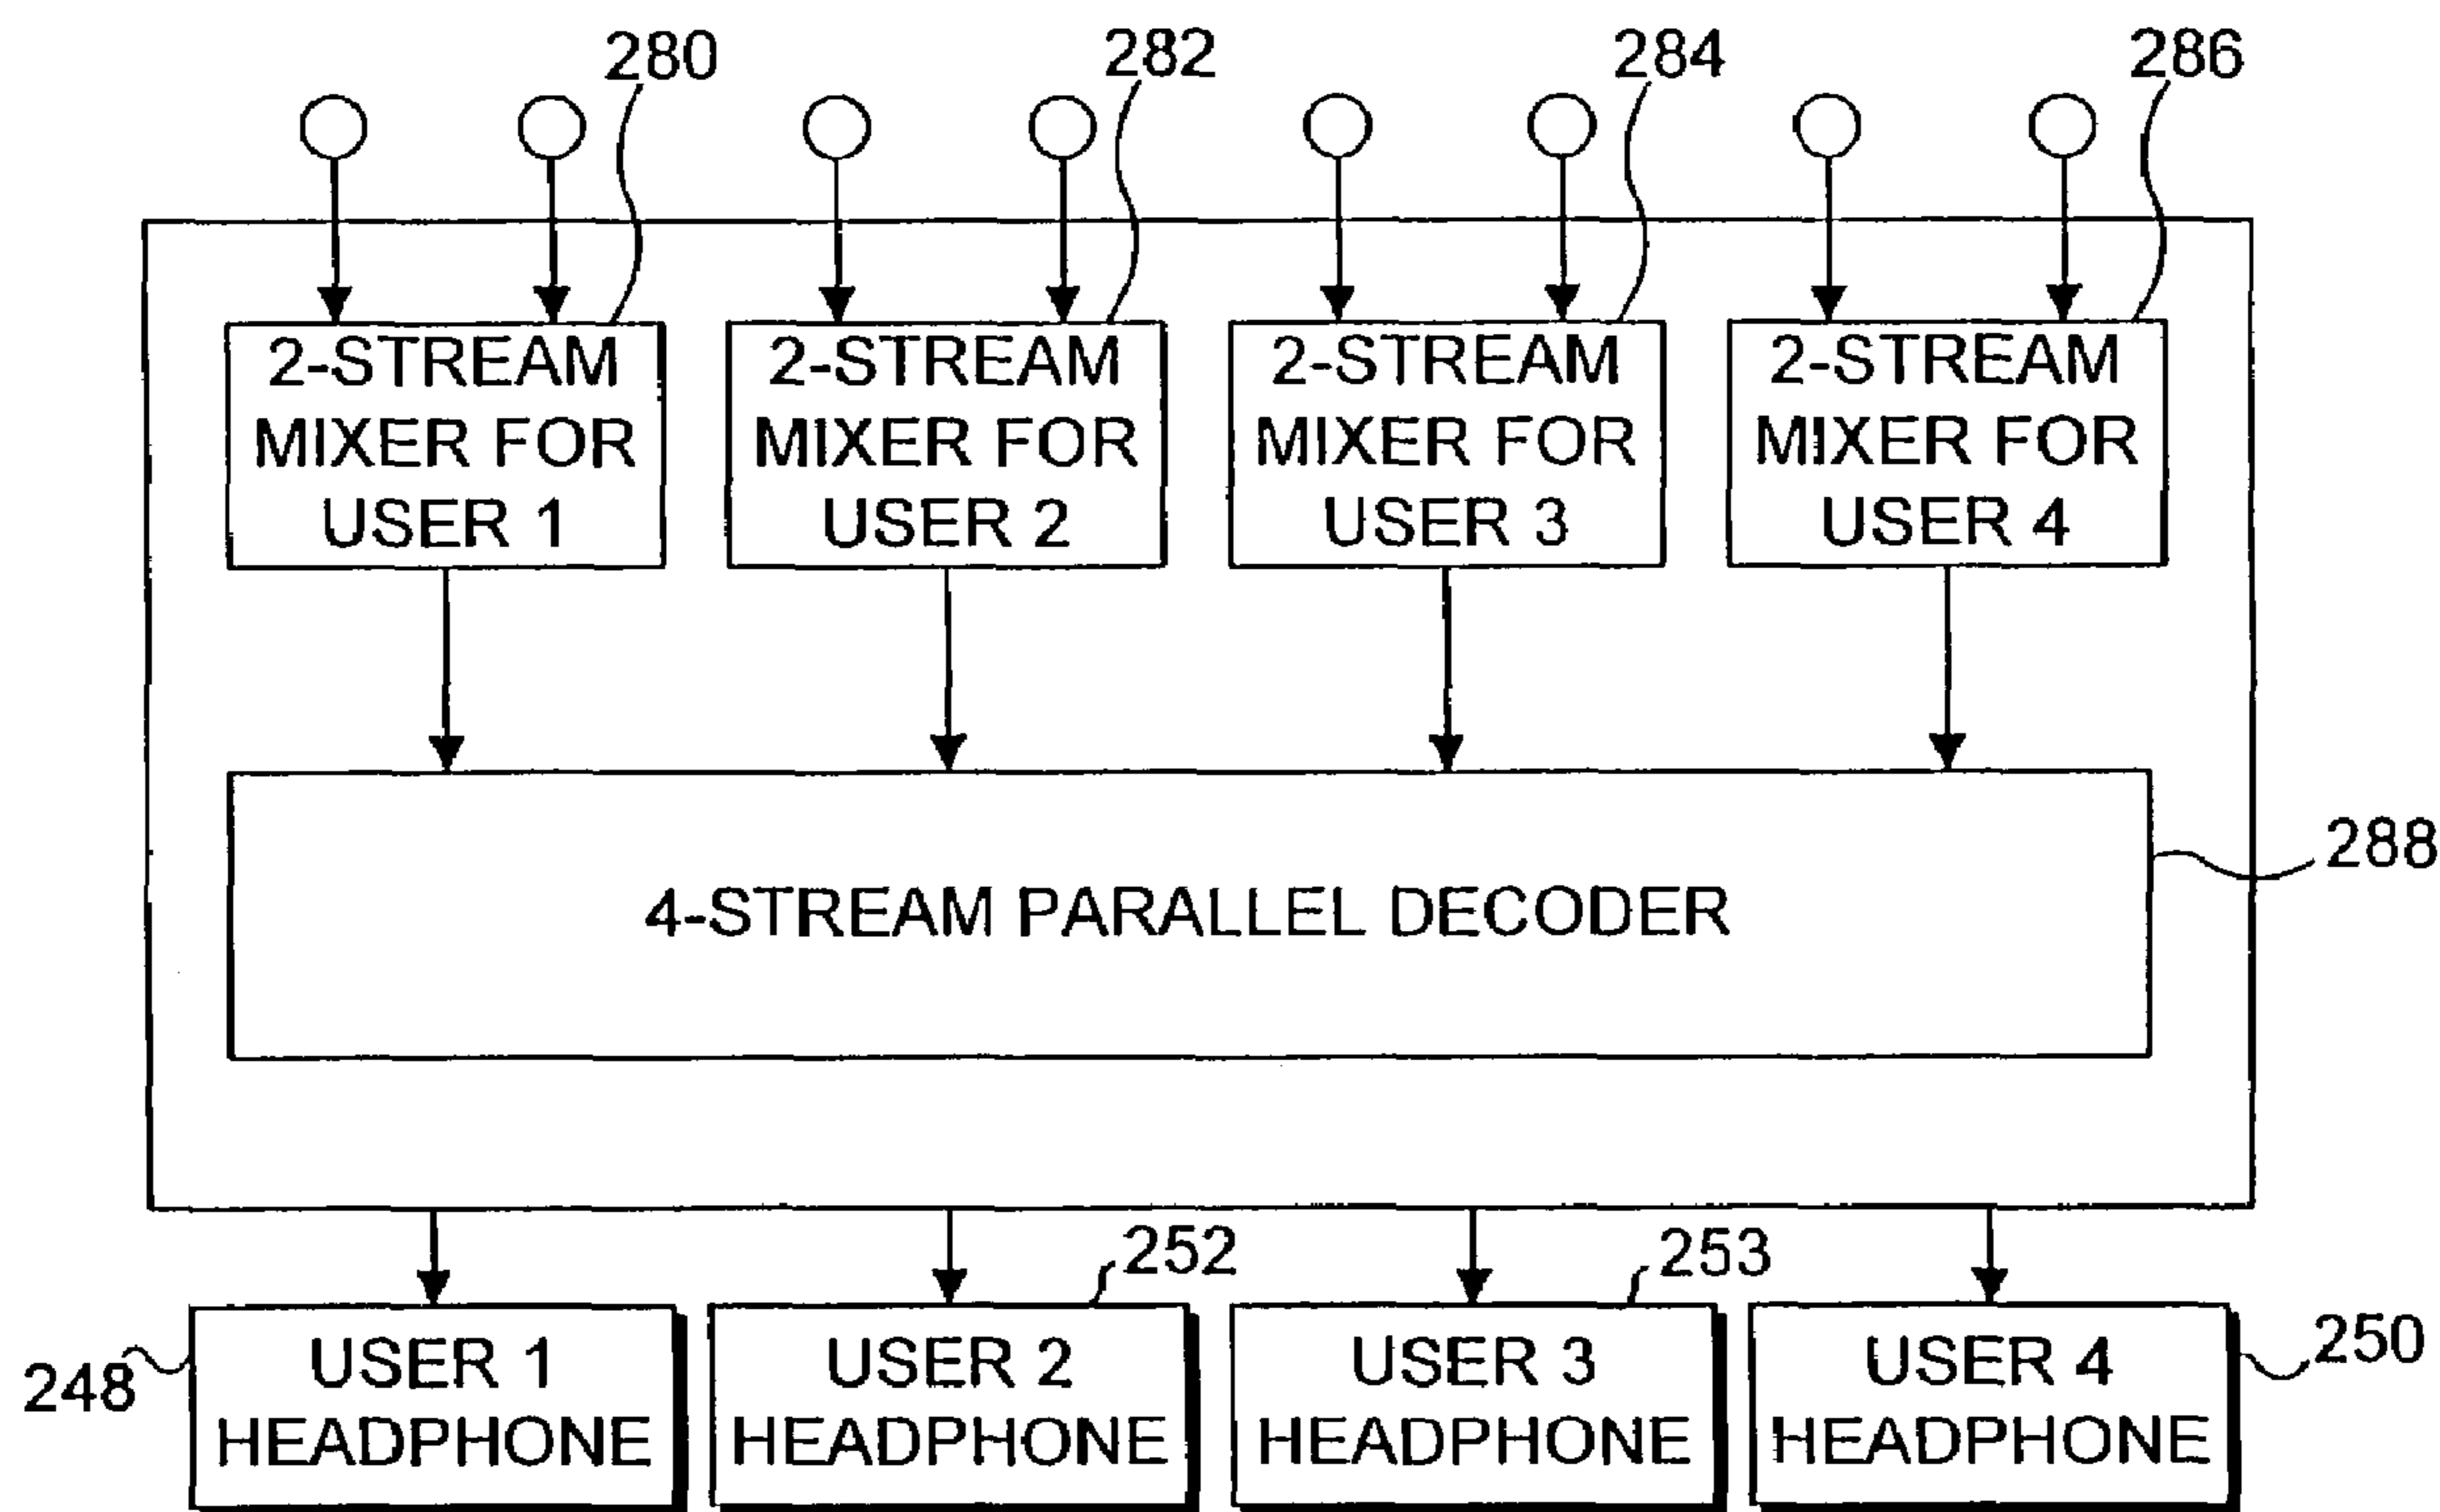 280
282
284
286
2-STREAM
MIXER FOR
USER 1
2-STREAM
MIXER FOR
USER 2
2-STREAM
MIXER FOR
USER 3
2-STREAM
MIXER FOR
USER 4
4-STREAM PARALLEL DECODER
288
252
253
248
USER 1
HEADPHONE
USER 2
HEADPHONE
USER 3
HEADPHONE
USER 4
HEADPHONE
250